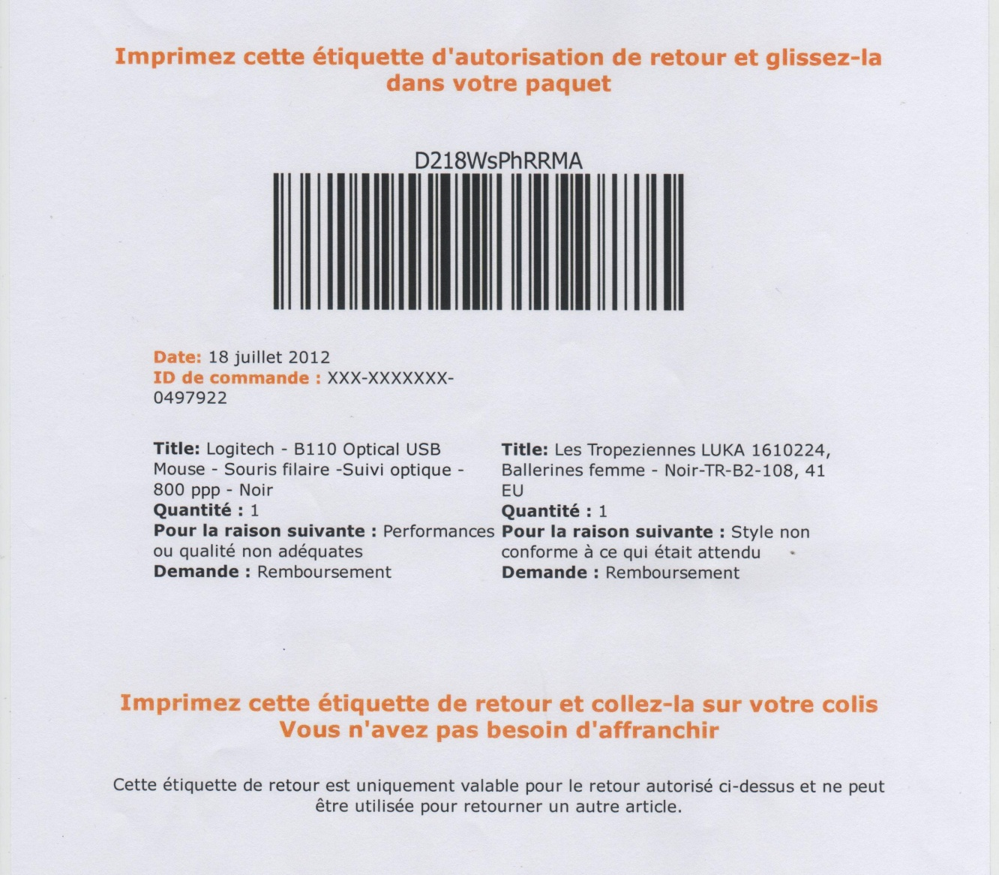 Imprimez cette étiquette d'autorisation de retour et glissez-la
dans votre paquet
D218WsPhRRMA
Date: 18 juillet 2012
ID de commande : XXX-XXXXXXX-
0497922
Title: Logitech - B110 Optical USB
Mouse - Souris filaire -Suivi optique -
800 ppp - Noir
Quantité : 1
Pour la raison suivante : Performances
ou qualité non adéquates
Demande : Remboursement
Title: Les Tropeziennes LUKA 1610224,
Ballerines femme - Noir-TR-B2-108, 41
EU
Quantité : 1
Pour la raison suivante : Style non
conforme à ce qui était attendu
Demande : Remboursement
Imprimez cette étiquette de retour et collez-la sur votre colis
Vous n'avez pas besoin d'affranchir
Cette étiquette de retour est uniquement valable pour le retour autorisé ci-dessus et ne peut
être utilisée pour retourner un autre article.